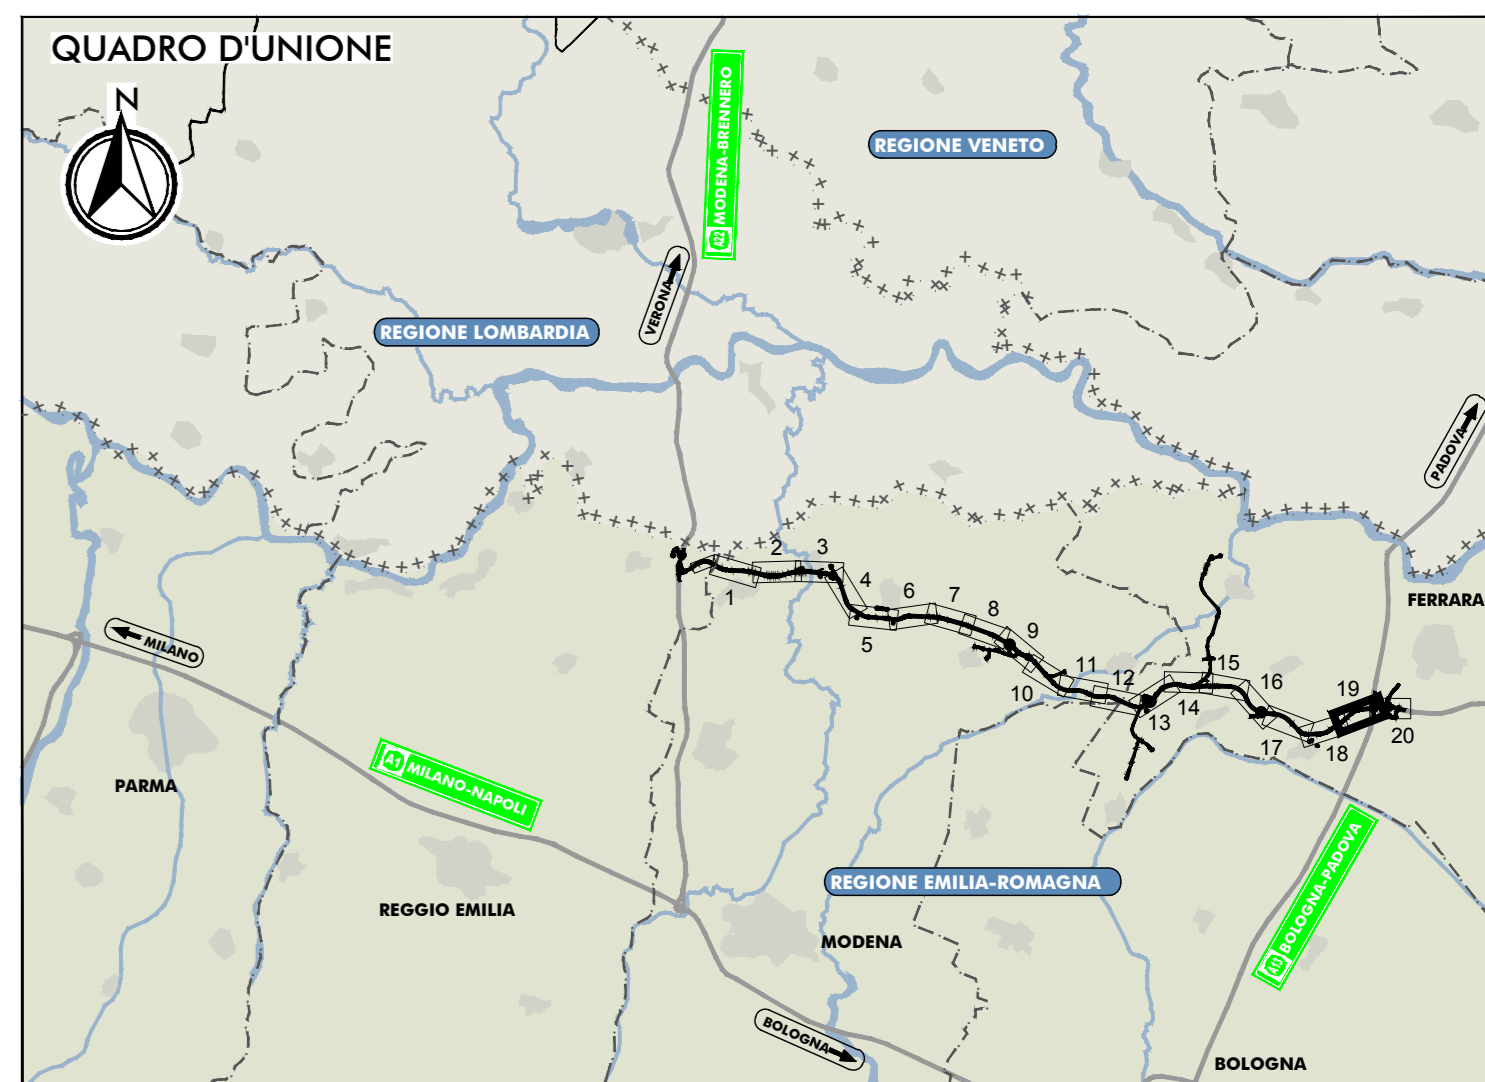 QUADRO D'UNIONE
N
A22 MODENA-BRENNERO
REGIONE VENETO
VERONA
REGIONE LOMBARDIA
PADOVA
2
3
1
4
6
7
8
9
5
FERRARA
MILANO
11
12
15
16
10
14
13
19
17
18
20
A1 MILANO-NAPOLI
PARMA
REGIONE EMILIA-ROMAGNA
A13 BOLOGNA-PADOVA
REGGIO EMILIA
MODENA
BOLOGNA
BOLOGNA